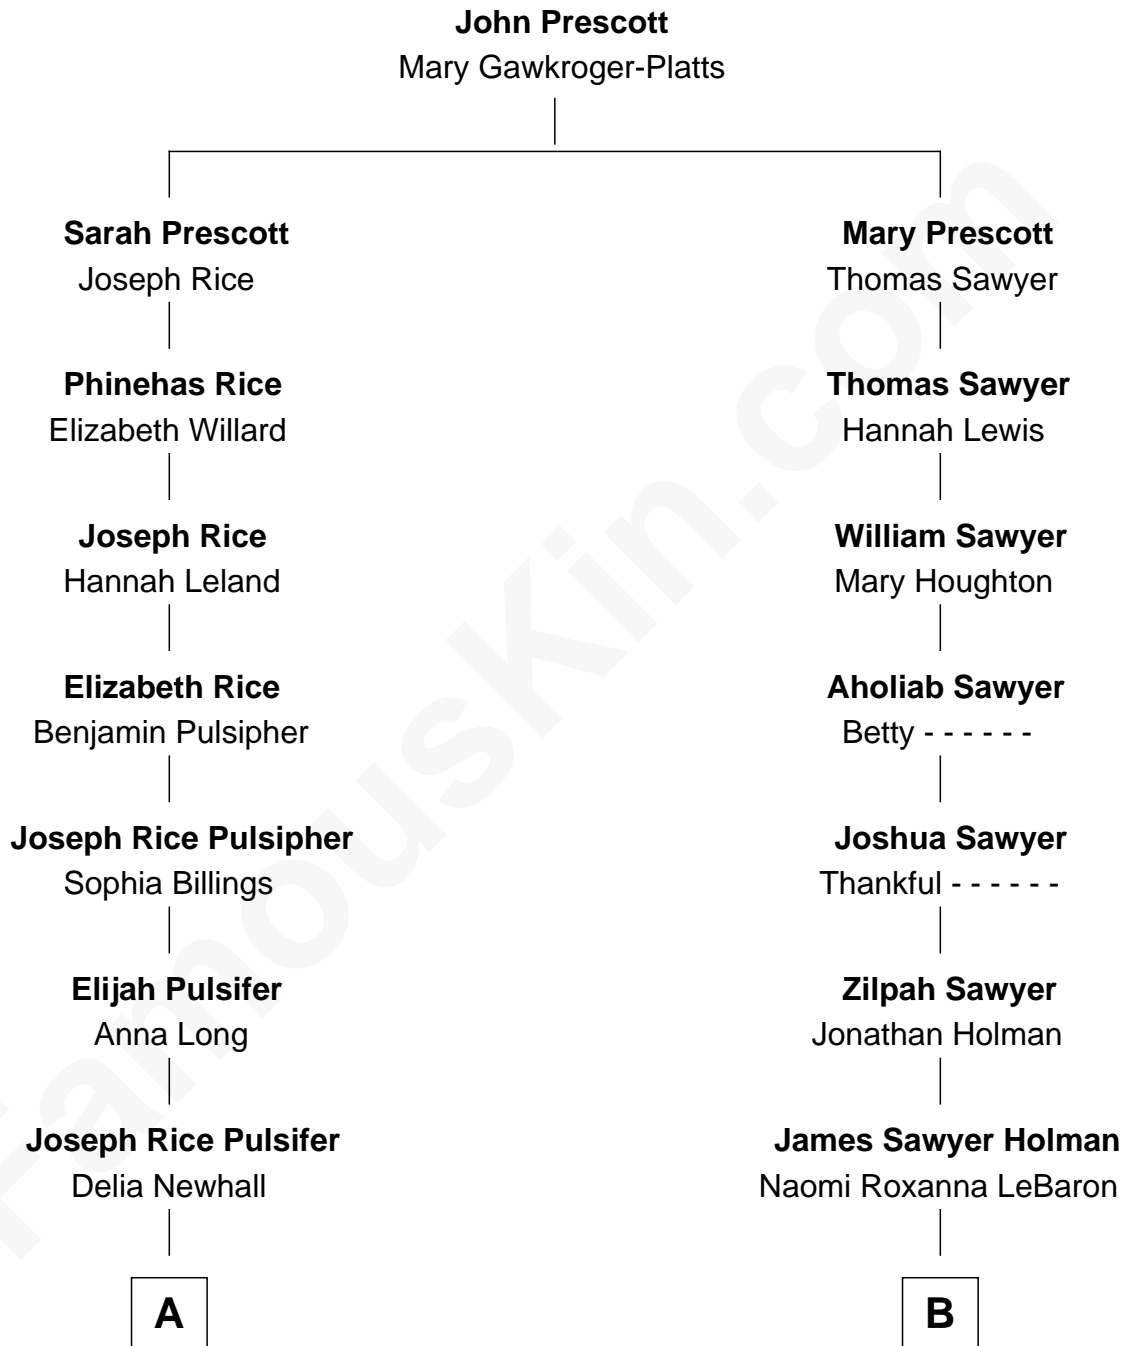 John Prescott
Mary Gawkroger-Platts
Sarah Prescott
Joseph Rice
Phinehas Rice
Elizabeth Willard
Joseph Rice
Hannah Leland
Elizabeth Rice
Benjamin Pulsipher
Joseph Rice Pulsipher
Sophia Billings
Elijah Pulsifer
Anna Long
Joseph Rice Pulsifer
Delia Newhall
A
Mary Prescott
Thomas Sawyer
Thomas Sawyer
Hannah Lewis
William Sawyer
Mary Houghton
Aholiab Sawyer
Betty - - - - - -
Joshua Sawyer
Thankful - - - - - -
Zilpah Sawyer
Jonathan Holman
James Sawyer Holman
Naomi Roxanna LeBaron
B
FamousKin.com